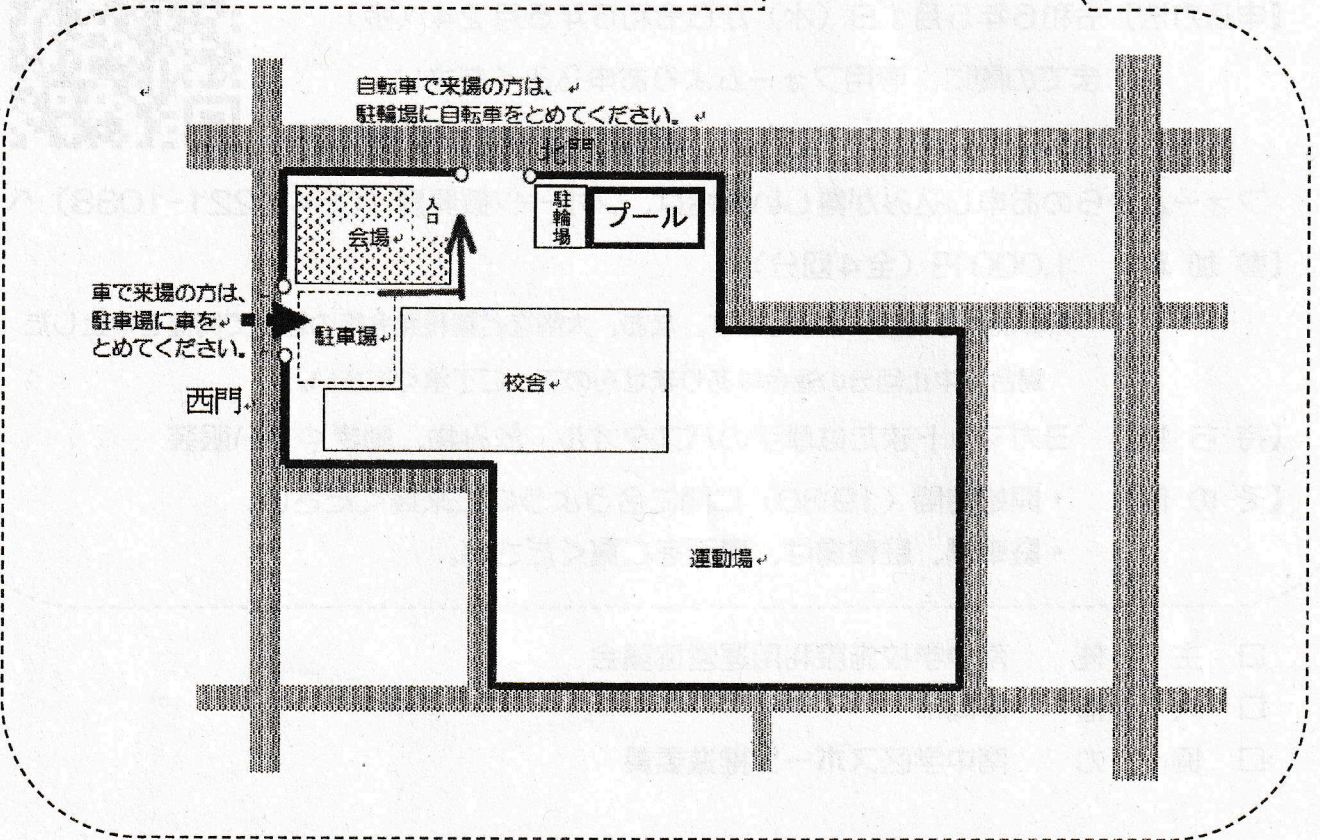 自転車で来場の方は、
駐輪場に自転車をとめてください。
北門
入口
駐輪場
プール
会場
車で来場の方は、
駐車場に車を
とめてください。
駐車場
校舎
西門
運動場